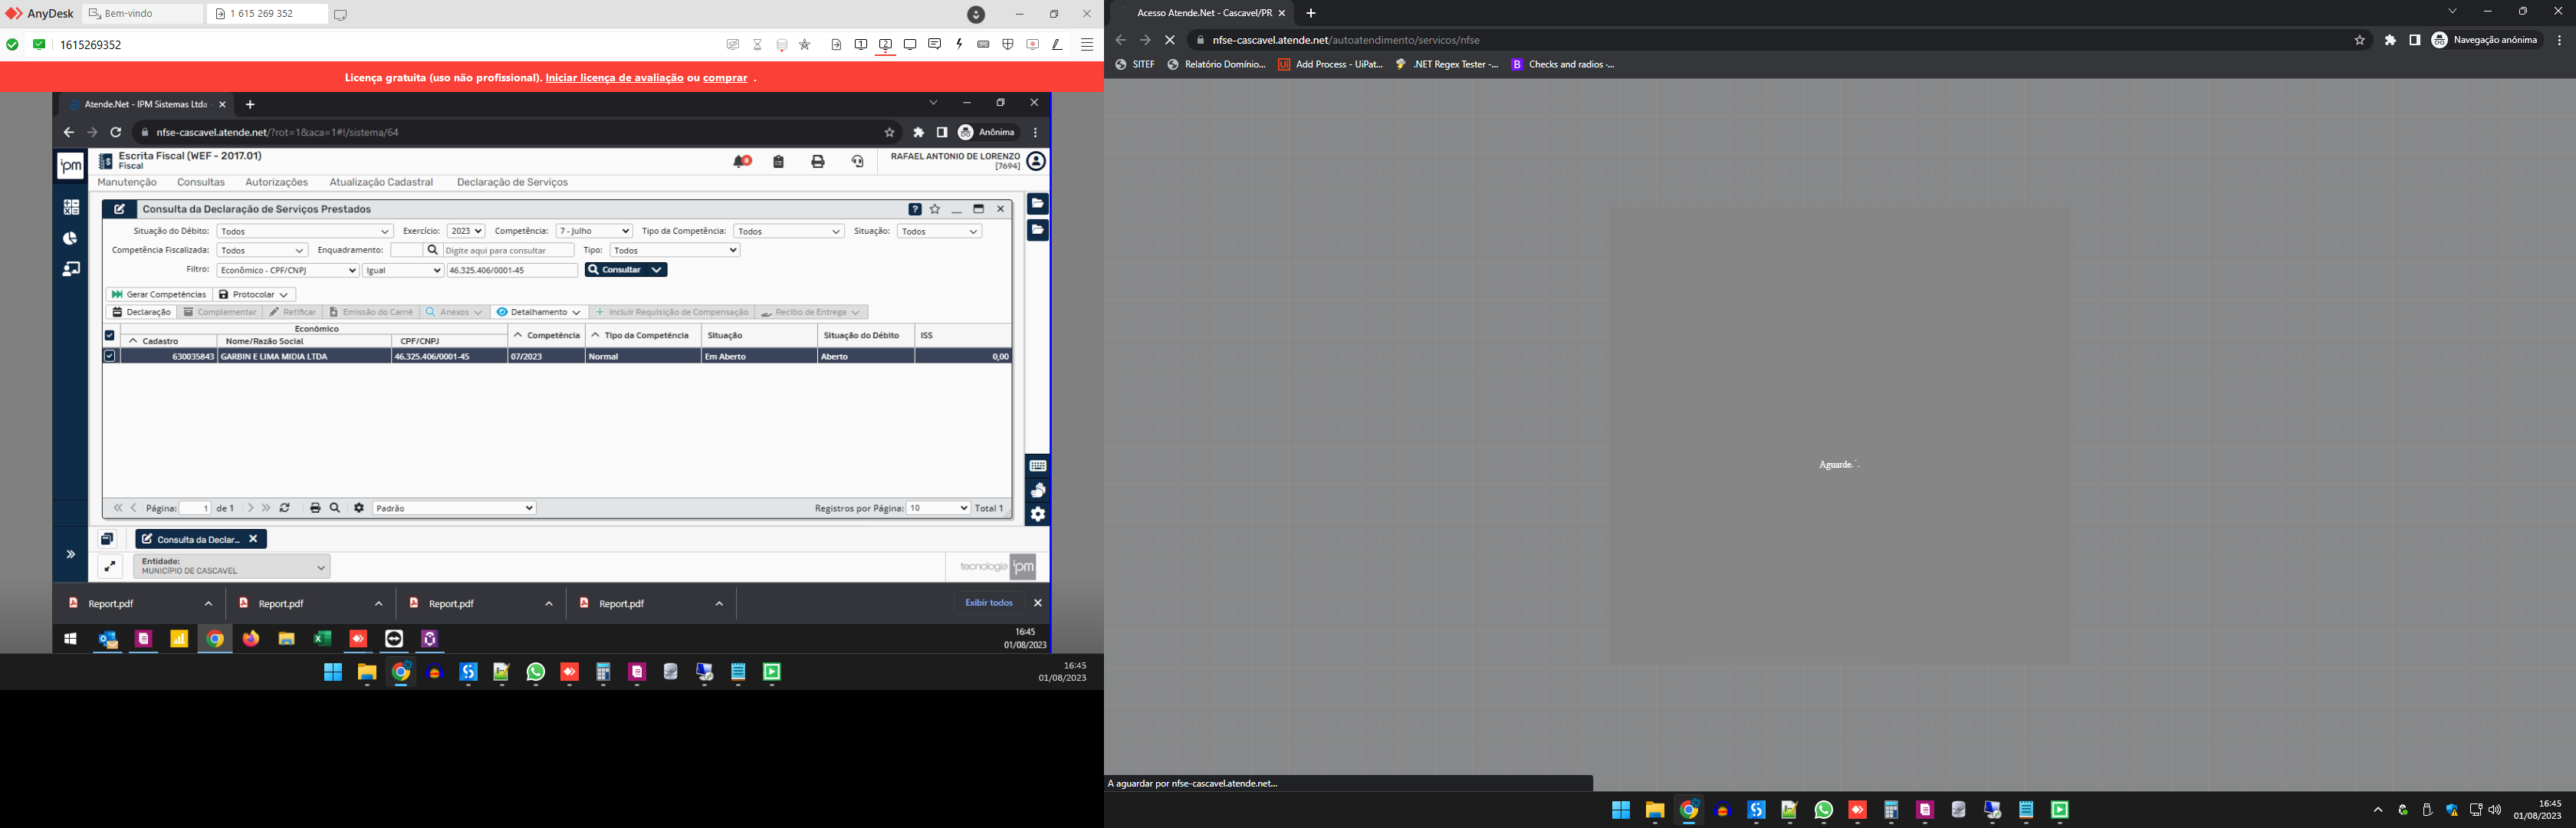 AnyDesk
Bem-vindo
1 615 269 352
1615269352
Licença gratuita (uso não profissional). Iniciar licença de avaliação ou comprar .
Atende.Net - IPM Sistemas Ltda
nfse-cascavel.atende.net/?rot=1&aca=1#!/sistema/64
Anônima
ipm
Escrita Fiscal (WEF - 2017.01)
Fiscal
8
RAFAEL ANTONIO DE LORENZO
[7694]
Manutenção Consultas Autorizações Atualização Cadastral Declaração de Serviços
Consulta da Declaração de Serviços Prestados
Situação do Débito: Todos Exercício: 2023 Competência: 7 - Julho Tipo da Competência: Todos Situação: Todos
Competência Fiscalizada: Todos Enquadramento: Digite aqui para consultar Tipo: Todos
Filtro: Econômico - CPF/CNPJ Igual 46.325.406/0001-45 Consultar
Gerar Competências Protocolar
Declaração Complementar Retificar Emissão do Carnê Anexos Detalhamento Incluir Requisição de Compensação Recibo de Entrega
Econômico
Cadastro Nome/Razão Social CPF/CNPJ Competência Tipo da Competência Situação Situação do Débito ISS
630035843 GARBIN E LIMA MIDIA LTDA 46.325.406/0001-45 07/2023 Normal Em Aberto Aberto 0,00
Página: 1 de 1 Padrão Registros por Página: 10 Total 1
Consulta da Declar...
Entidade:
MUNICÍPIO DE CASCAVEL
tecnologia ipm
Report.pdf Report.pdf Report.pdf Report.pdf Exibir todos
16:45
01/08/2023
16:45
01/08/2023
Acesso Atende.Net - Cascavel/PR
nfse-cascavel.atende.net/autoatendimento/servicos/nfse
Navegação anónima
SITEF Relatório Domínio... Add Process - UiPat... .NET Regex Tester -... Checks and radios -...
Aguarde. . .
A aguardar por nfse-cascavel.atende.net...
16:45
01/08/2023